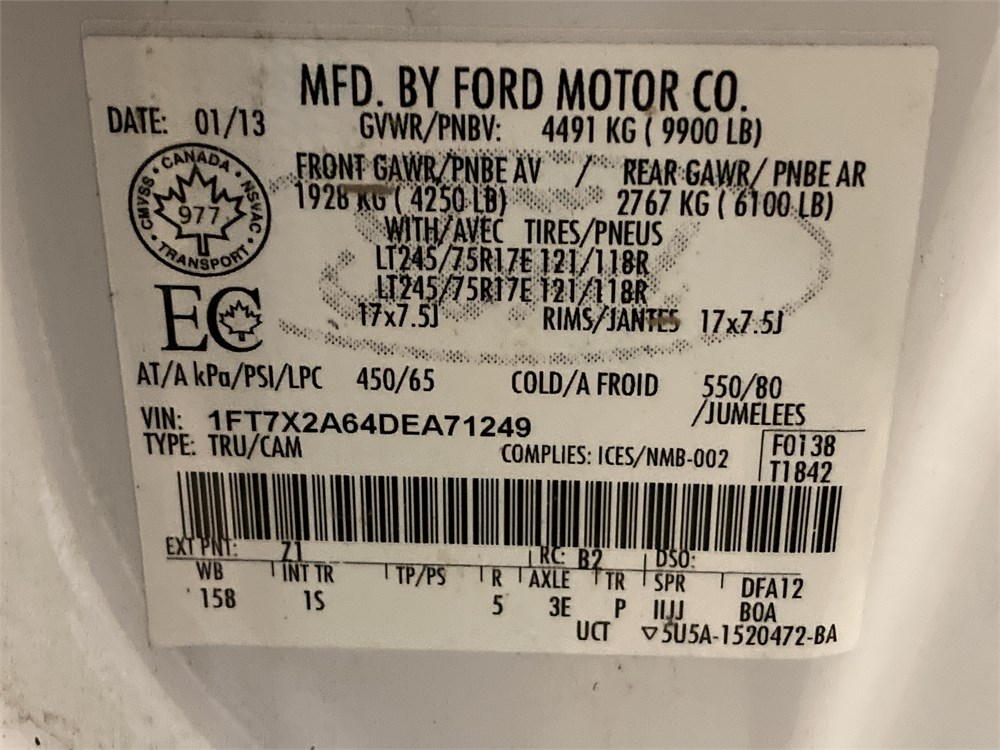 MFD. BY FORD MOTOR CO.
DATE: 01/13 GVWR/PNBV: 4491 KG ( 9900 LB)
FRONT GAWR/PNBE AV / REAR GAWR/ PNBE AR
1928 KG ( 4250 LB) 2767 KG ( 6100 LB)
CANADA
CMVSS • NSVAC
977
TRANSPORT
WITH/AVEC TIRES/PNEUS
LT245/75R17E 121/118R
LT245/75R17E 121/118R
EC
17x7.5J RIMS/JANTES 17x7.5J
AT/A kPa/PSI/LPC 450/65 COLD/A FROID 550/80
/JUMELEES
VIN: 1FT7X2A64DEA71249
TYPE: TRU/CAM COMPLIES: ICES/NMB-002
F0138
T1842
EXT PNT: Z1 RC: B2 DSO:
WB INT TR TP/PS R AXLE TR SPR DFA12
158 1S 5 3E P IIJJ B0A
UCT ▽5U5A-1520472-BA